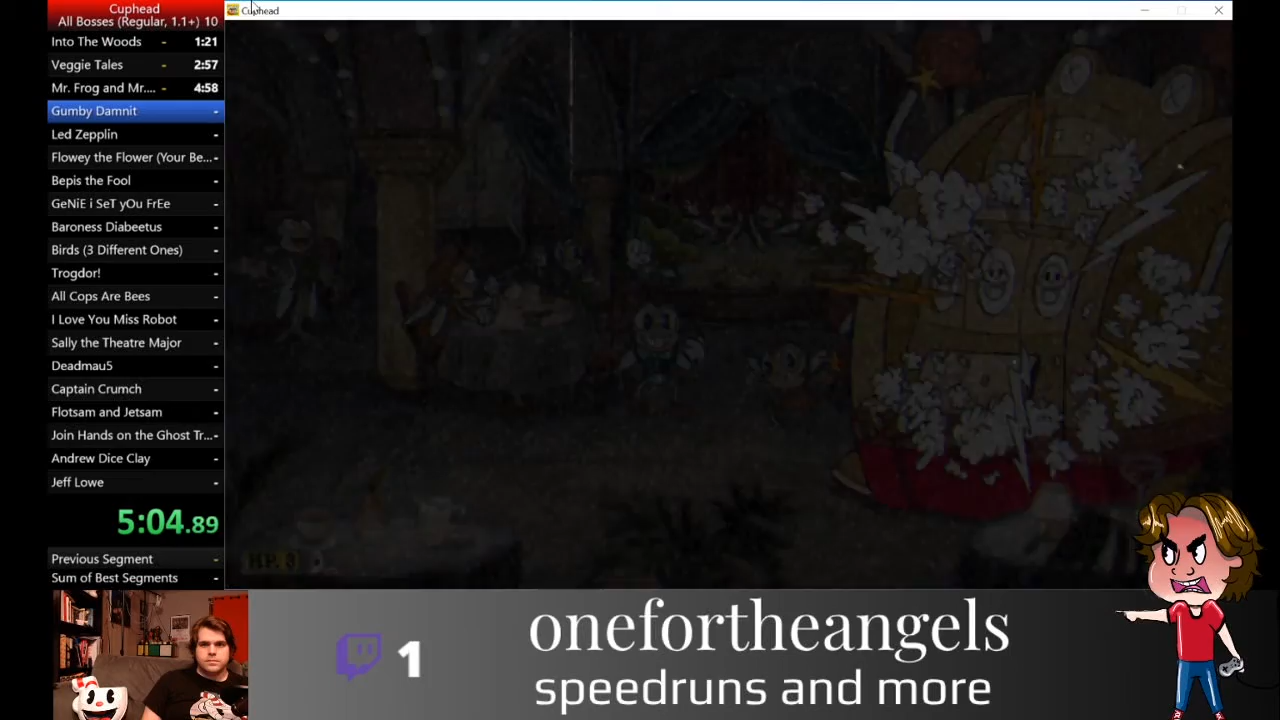 Cuphead
All Bosses (Regular, 1.1+) 10
Into The Woods - 1:21
Veggie Tales - 2:57
Mr. Frog and Mr.... - 4:58
Gumby Damnit -
Led Zepplin -
Flowey the Flower (Your Be... -
Bepis the Fool -
GeNiE i SeT yOu FrEe -
Baroness Diabeetus -
Birds (3 Different Ones) -
Trogdor! -
All Cops Are Bees -
I Love You Miss Robot -
Sally the Theatre Major -
Deadmau5 -
Captain Crumch -
Flotsam and Jetsam -
Join Hands on the Ghost Tr... -
Andrew Dice Clay -
Jeff Lowe -
5:04.89
Previous Segment -
Sum of Best Segments -
Cuphead
HP. 3
1
onefortheangels
speedruns and more